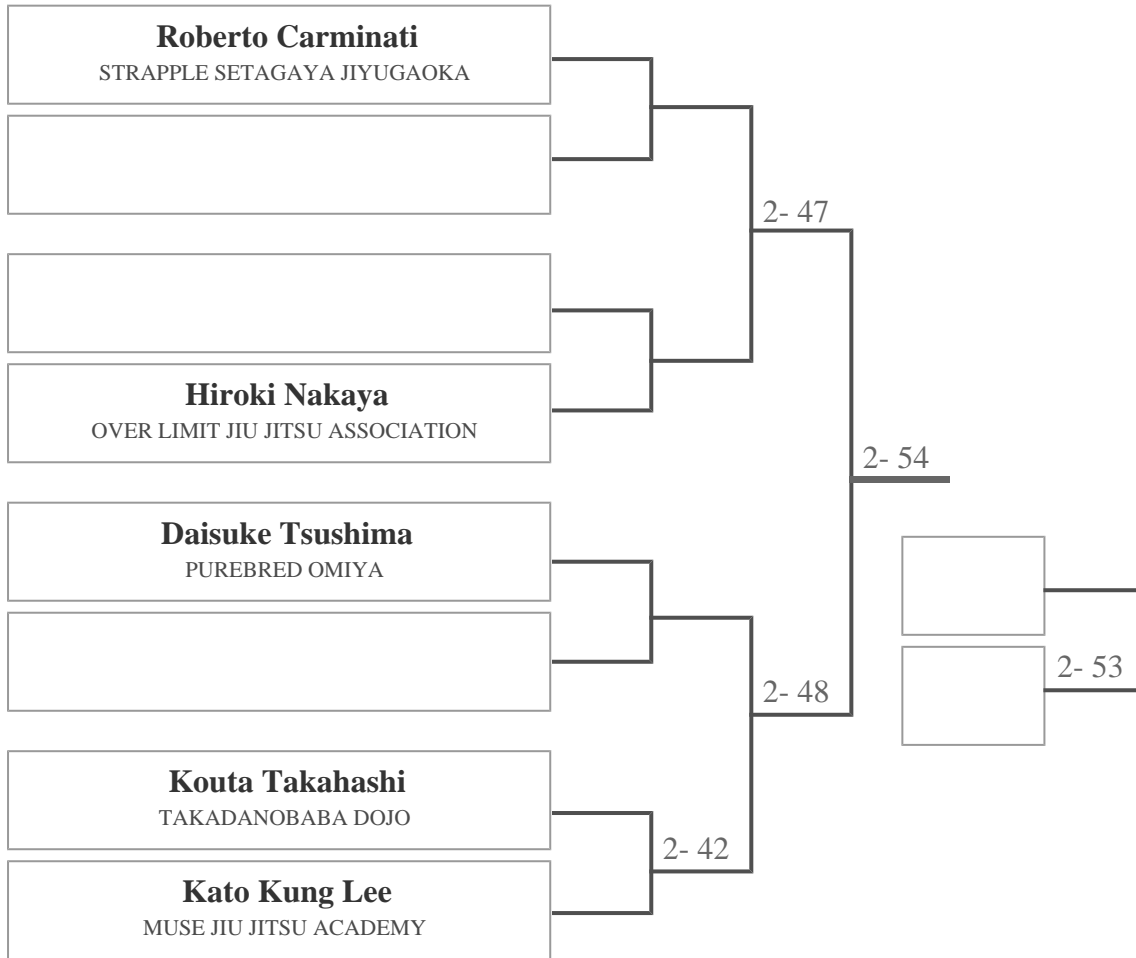 Roberto Carminati
STRAPPLE SETAGAYA JIYUGAOKA
2- 47
Hiroki Nakaya
OVER LIMIT JIU JITSU ASSOCIATION
2- 54
Daisuke Tsushima
PUREBRED OMIYA
2- 53
2- 48
Kouta Takahashi
TAKADANOBABA DOJO
2- 42
Kato Kung Lee
MUSE JIU JITSU ACADEMY